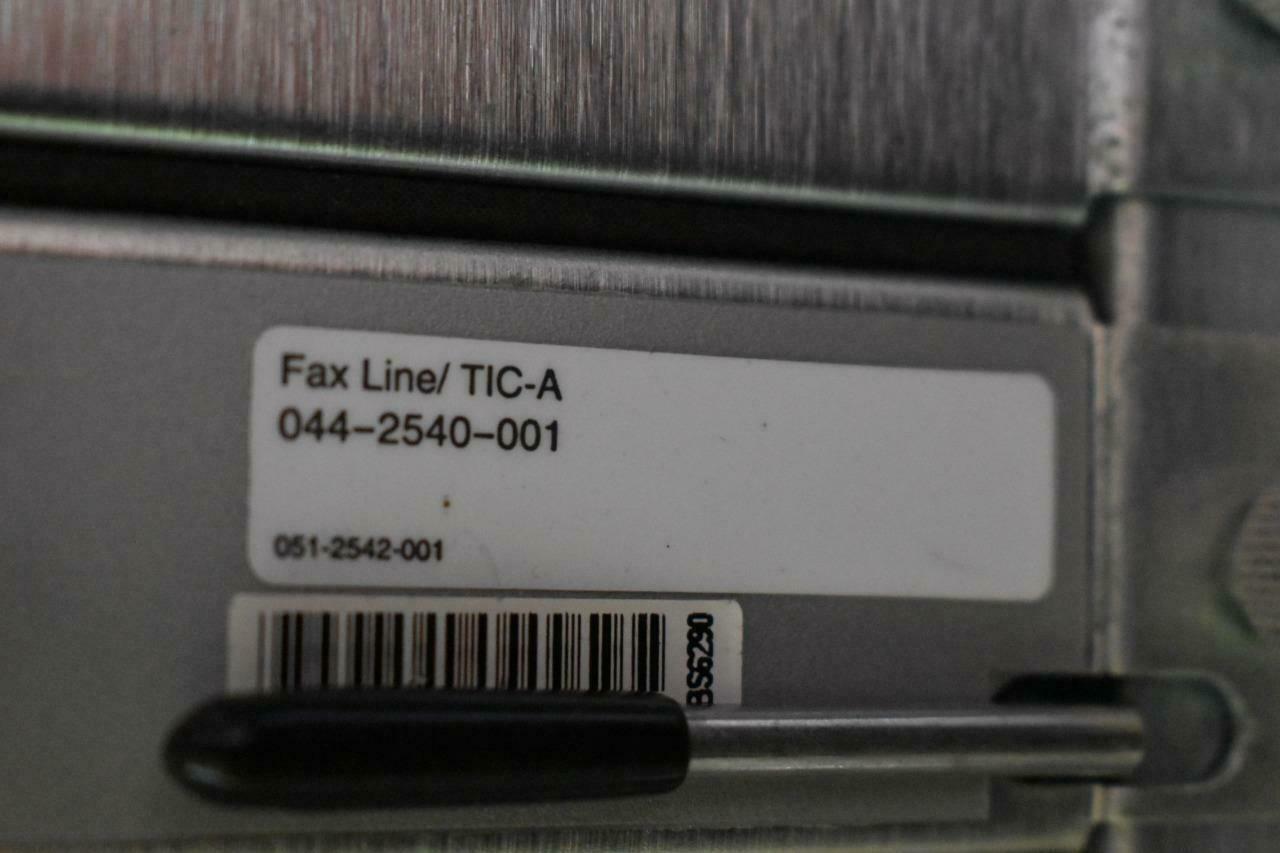 Fax Line/ TIC-A
044-2540-001
051-2542-001
BS6290